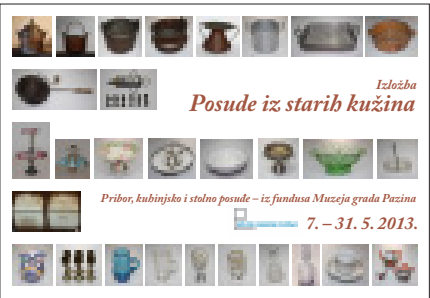 Izložba
Posude iz starih kužina
Pribor, kuhinjsko i stolno posuđe – iz fundusa Muzeja grada Pazina
7. – 31. 5. 2013.